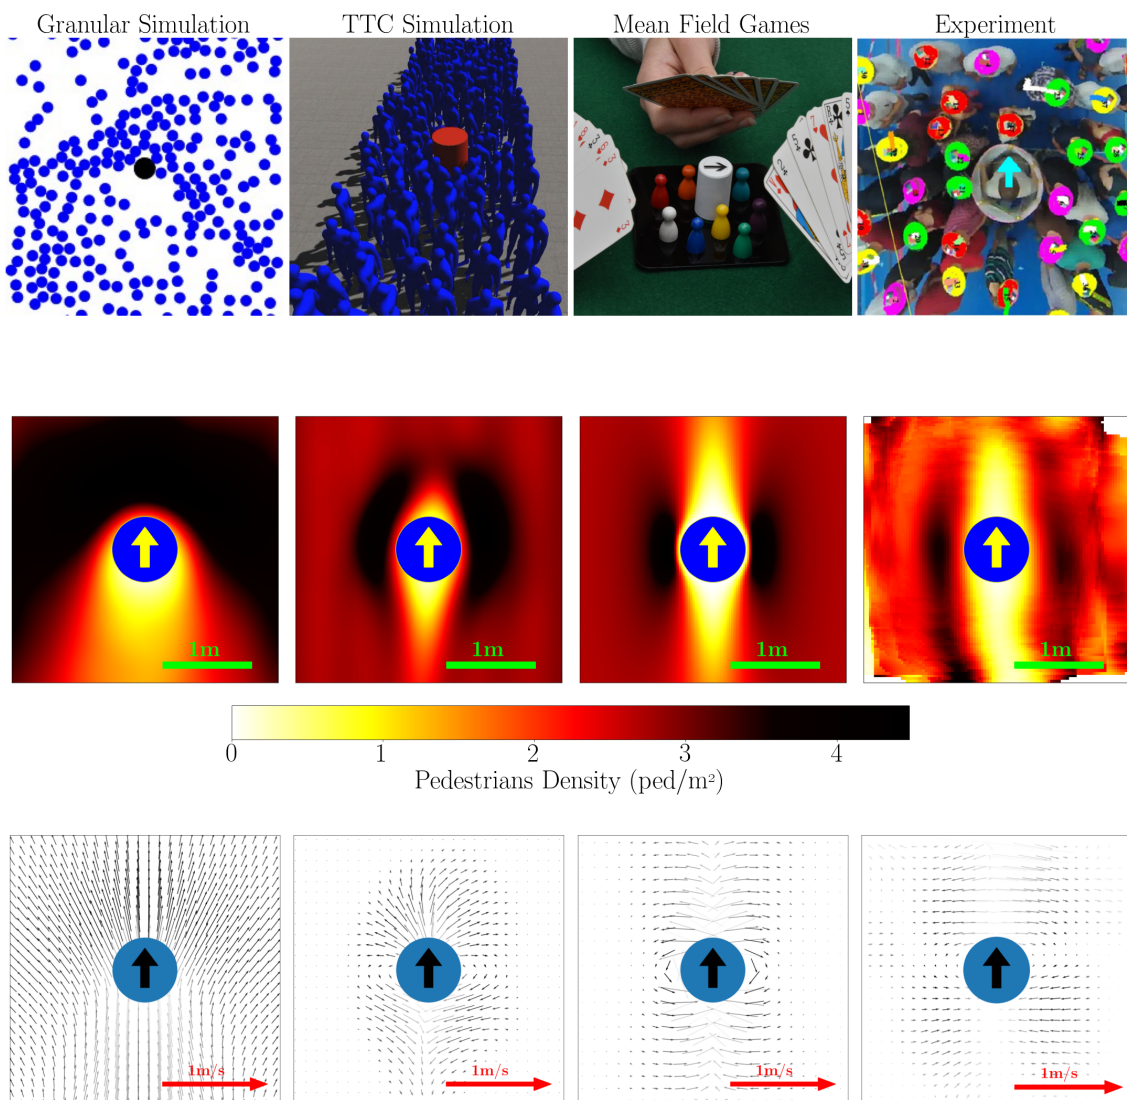 Granular Simulation
TTC Simulation
Mean Field Games
Experiment
1m
1m
1m
1m
0 1 2 3 4
Pedestrians Density (ped/m²)
1m/s
1m/s
1m/s
1m/s